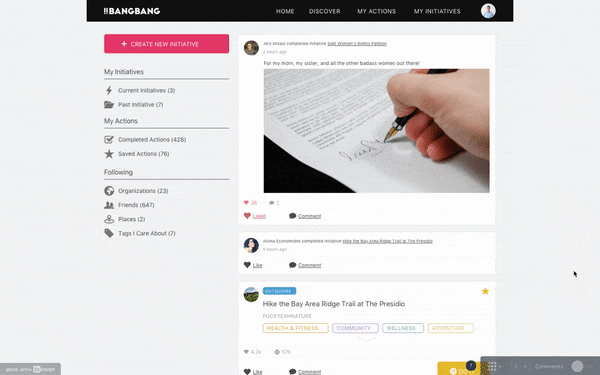 !!BANGBANG
HOME DISCOVER MY ACTIONS MY INITIATIVES
+ CREATE NEW INITIATIVE
My Initiatives
Current Initiatives (3)
Past Initiative (7)
My Actions
Completed Actions (428)
Saved Actions (76)
Following
Organizations (23)
Friends (647)
Places (2)
Tags I Care About (7)
completed initiative Sign Women's Rights Petition
2 hours ago
For my mom, my sister, and all the other badass women out there!
36 2
Liked Comment
Alvina Economides completed initiative Hike the Bay Area Ridge Trail at The Presidio
5 hours ago
Like Comment
OUTDOORS
Hike the Bay Area Ridge Trail at The Presidio
FUCKYEAHNATURE
HEALTH & FITNESS COMMUNITY WELLNESS ADVENTURE
4.2k 576
Like Comment
Comments